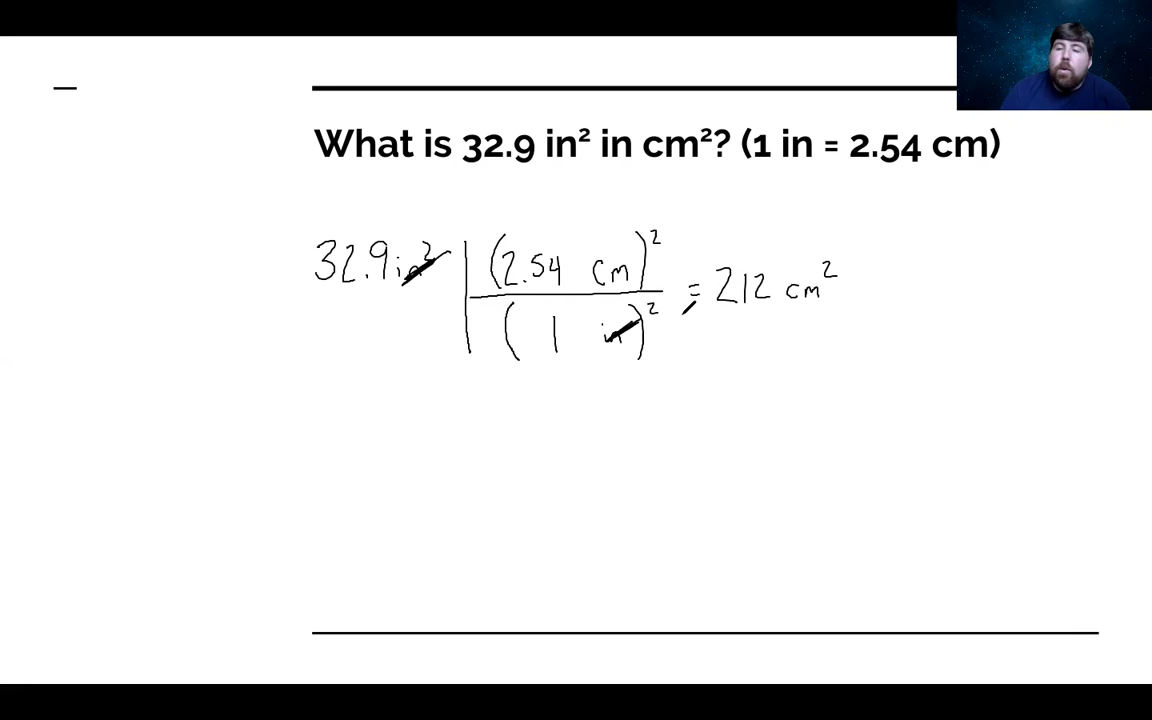 What is 32.9 in² in cm²? (1 in = 2.54 cm)
32.9 in² | (2.54 cm)² = 212 cm²
(1 in)²